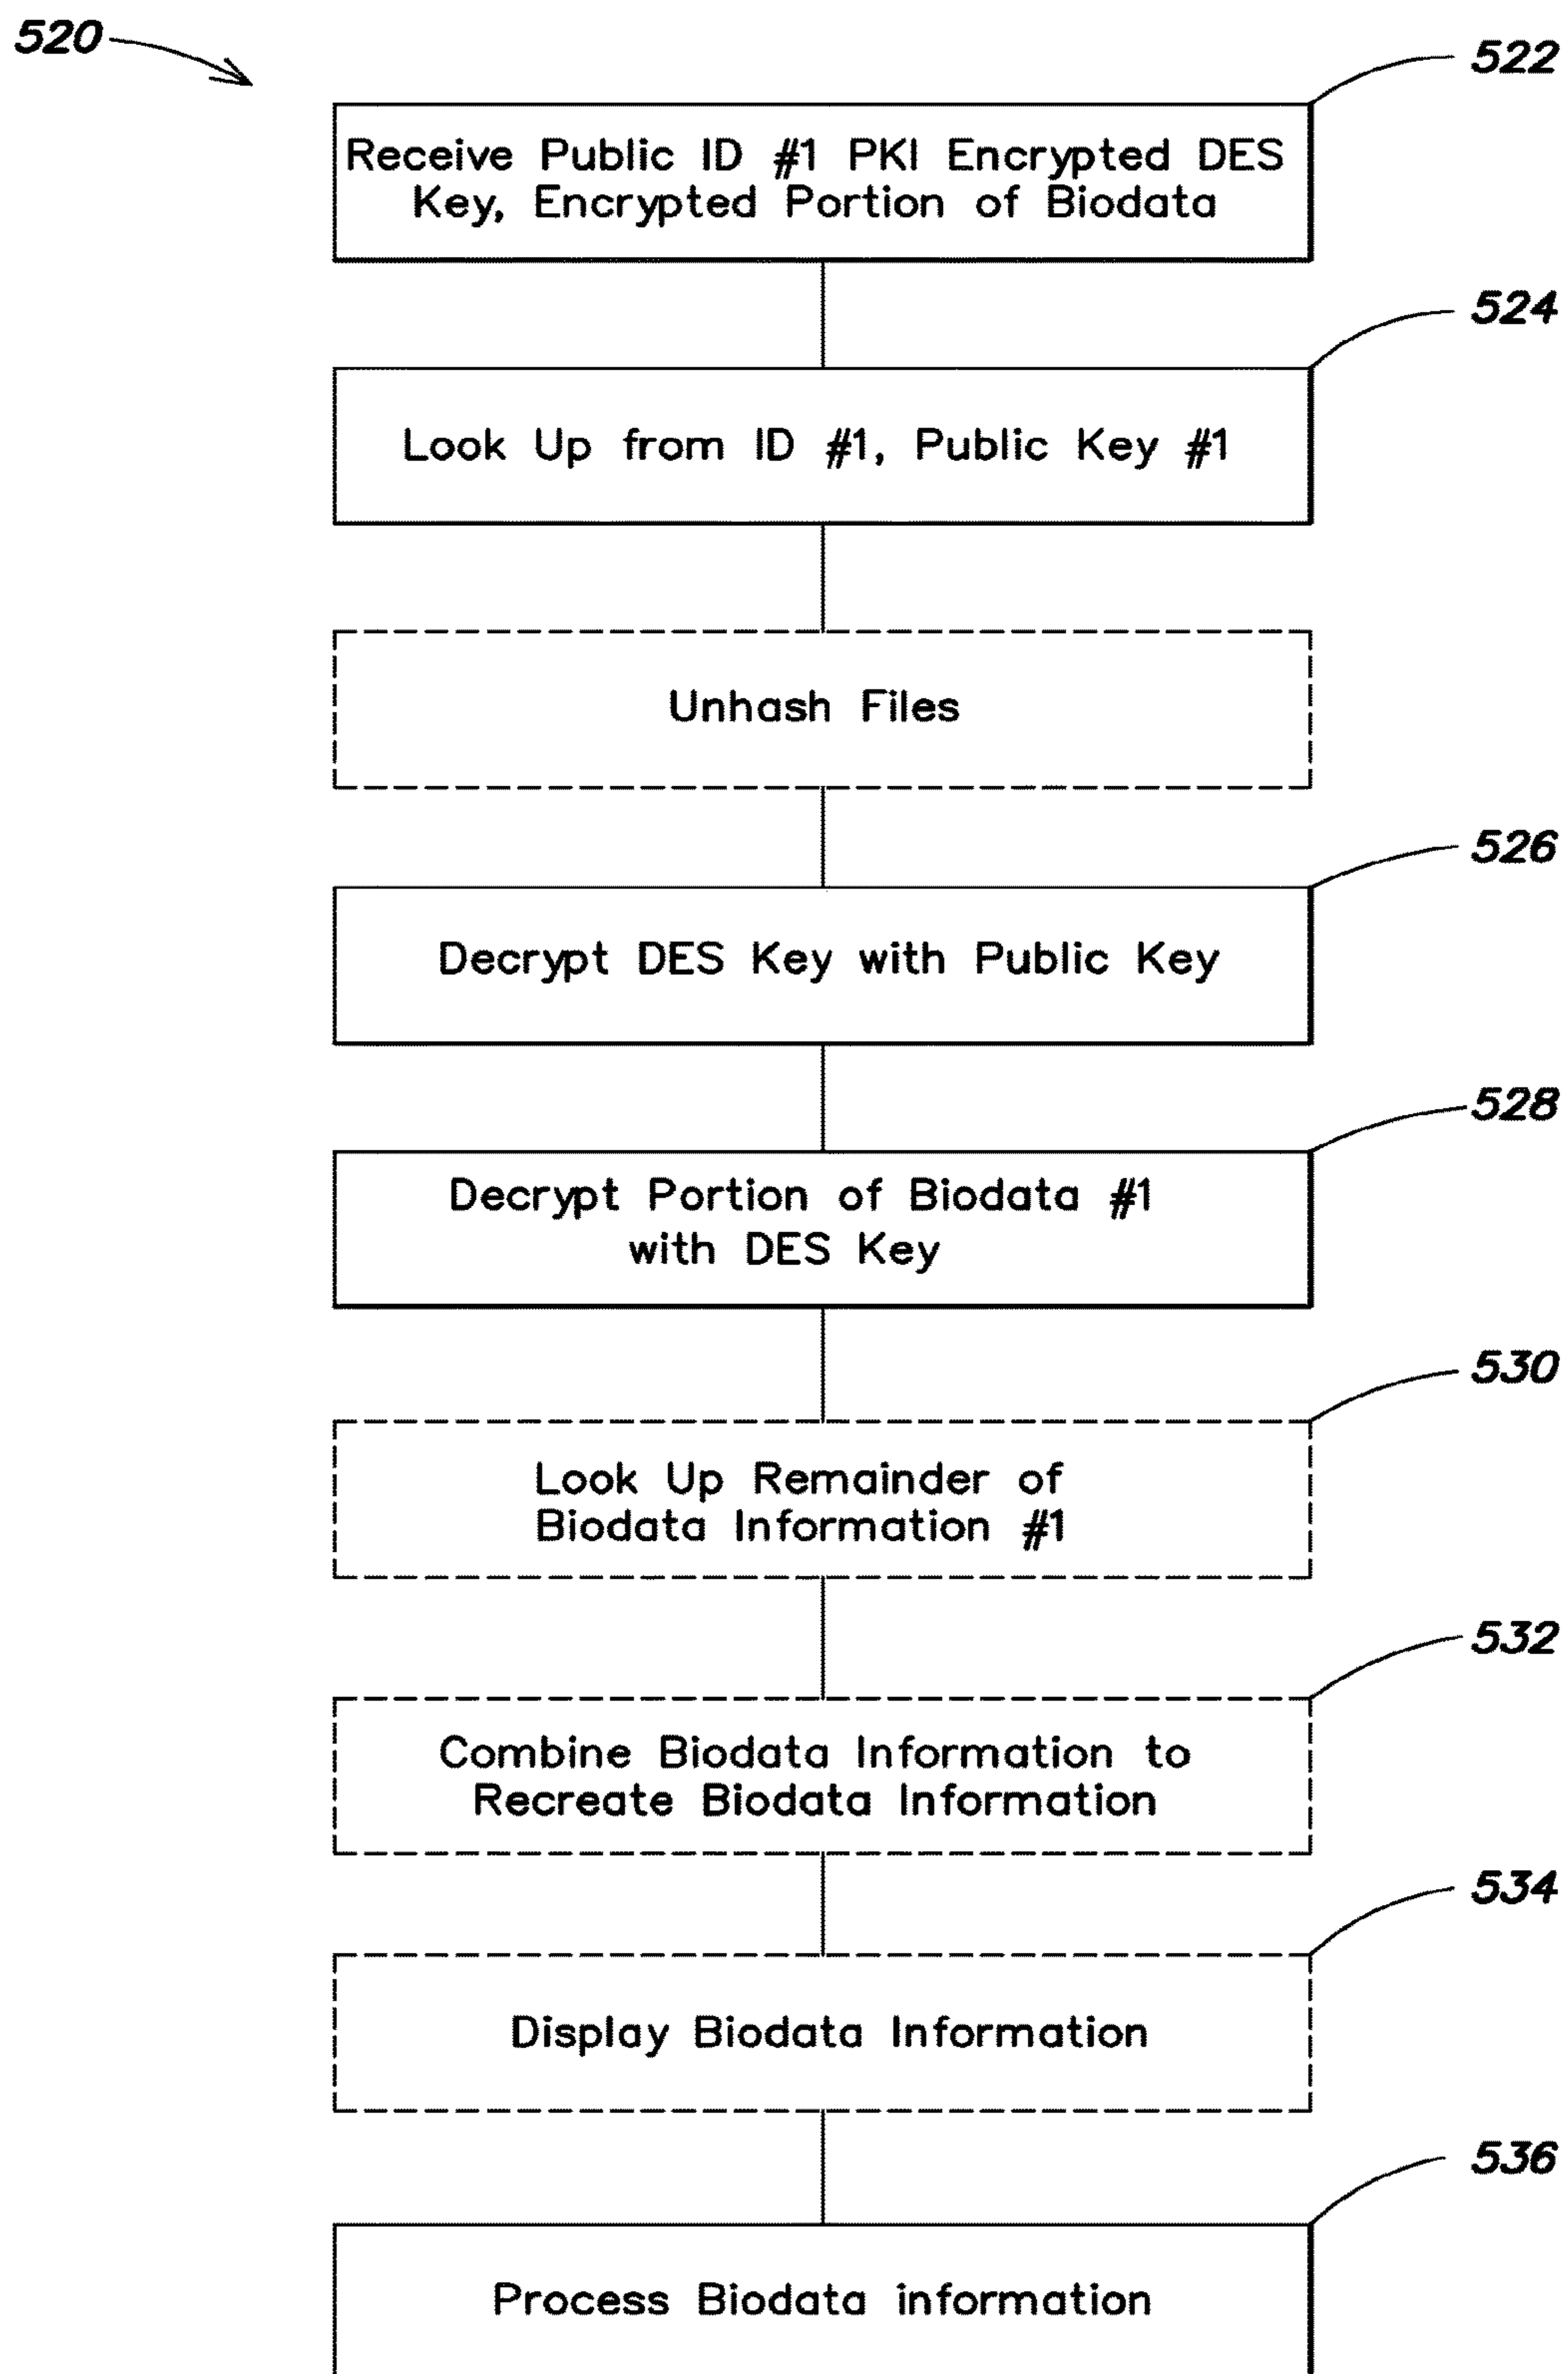 520
522
Receive Public ID #1 PKI Encrypted DES
Key, Encrypted Portion of Biodata
524
Look Up from ID #1, Public Key #1
Unhash Files
526
Decrypt DES Key with Public Key
528
Decrypt Portion of Biodata #1
with DES Key
530
Look Up Remainder of
Biodata Information #1
532
Combine Biodata Information to
Recreate Biodata Information
534
Display Biodata Information
536
Process Biodata information